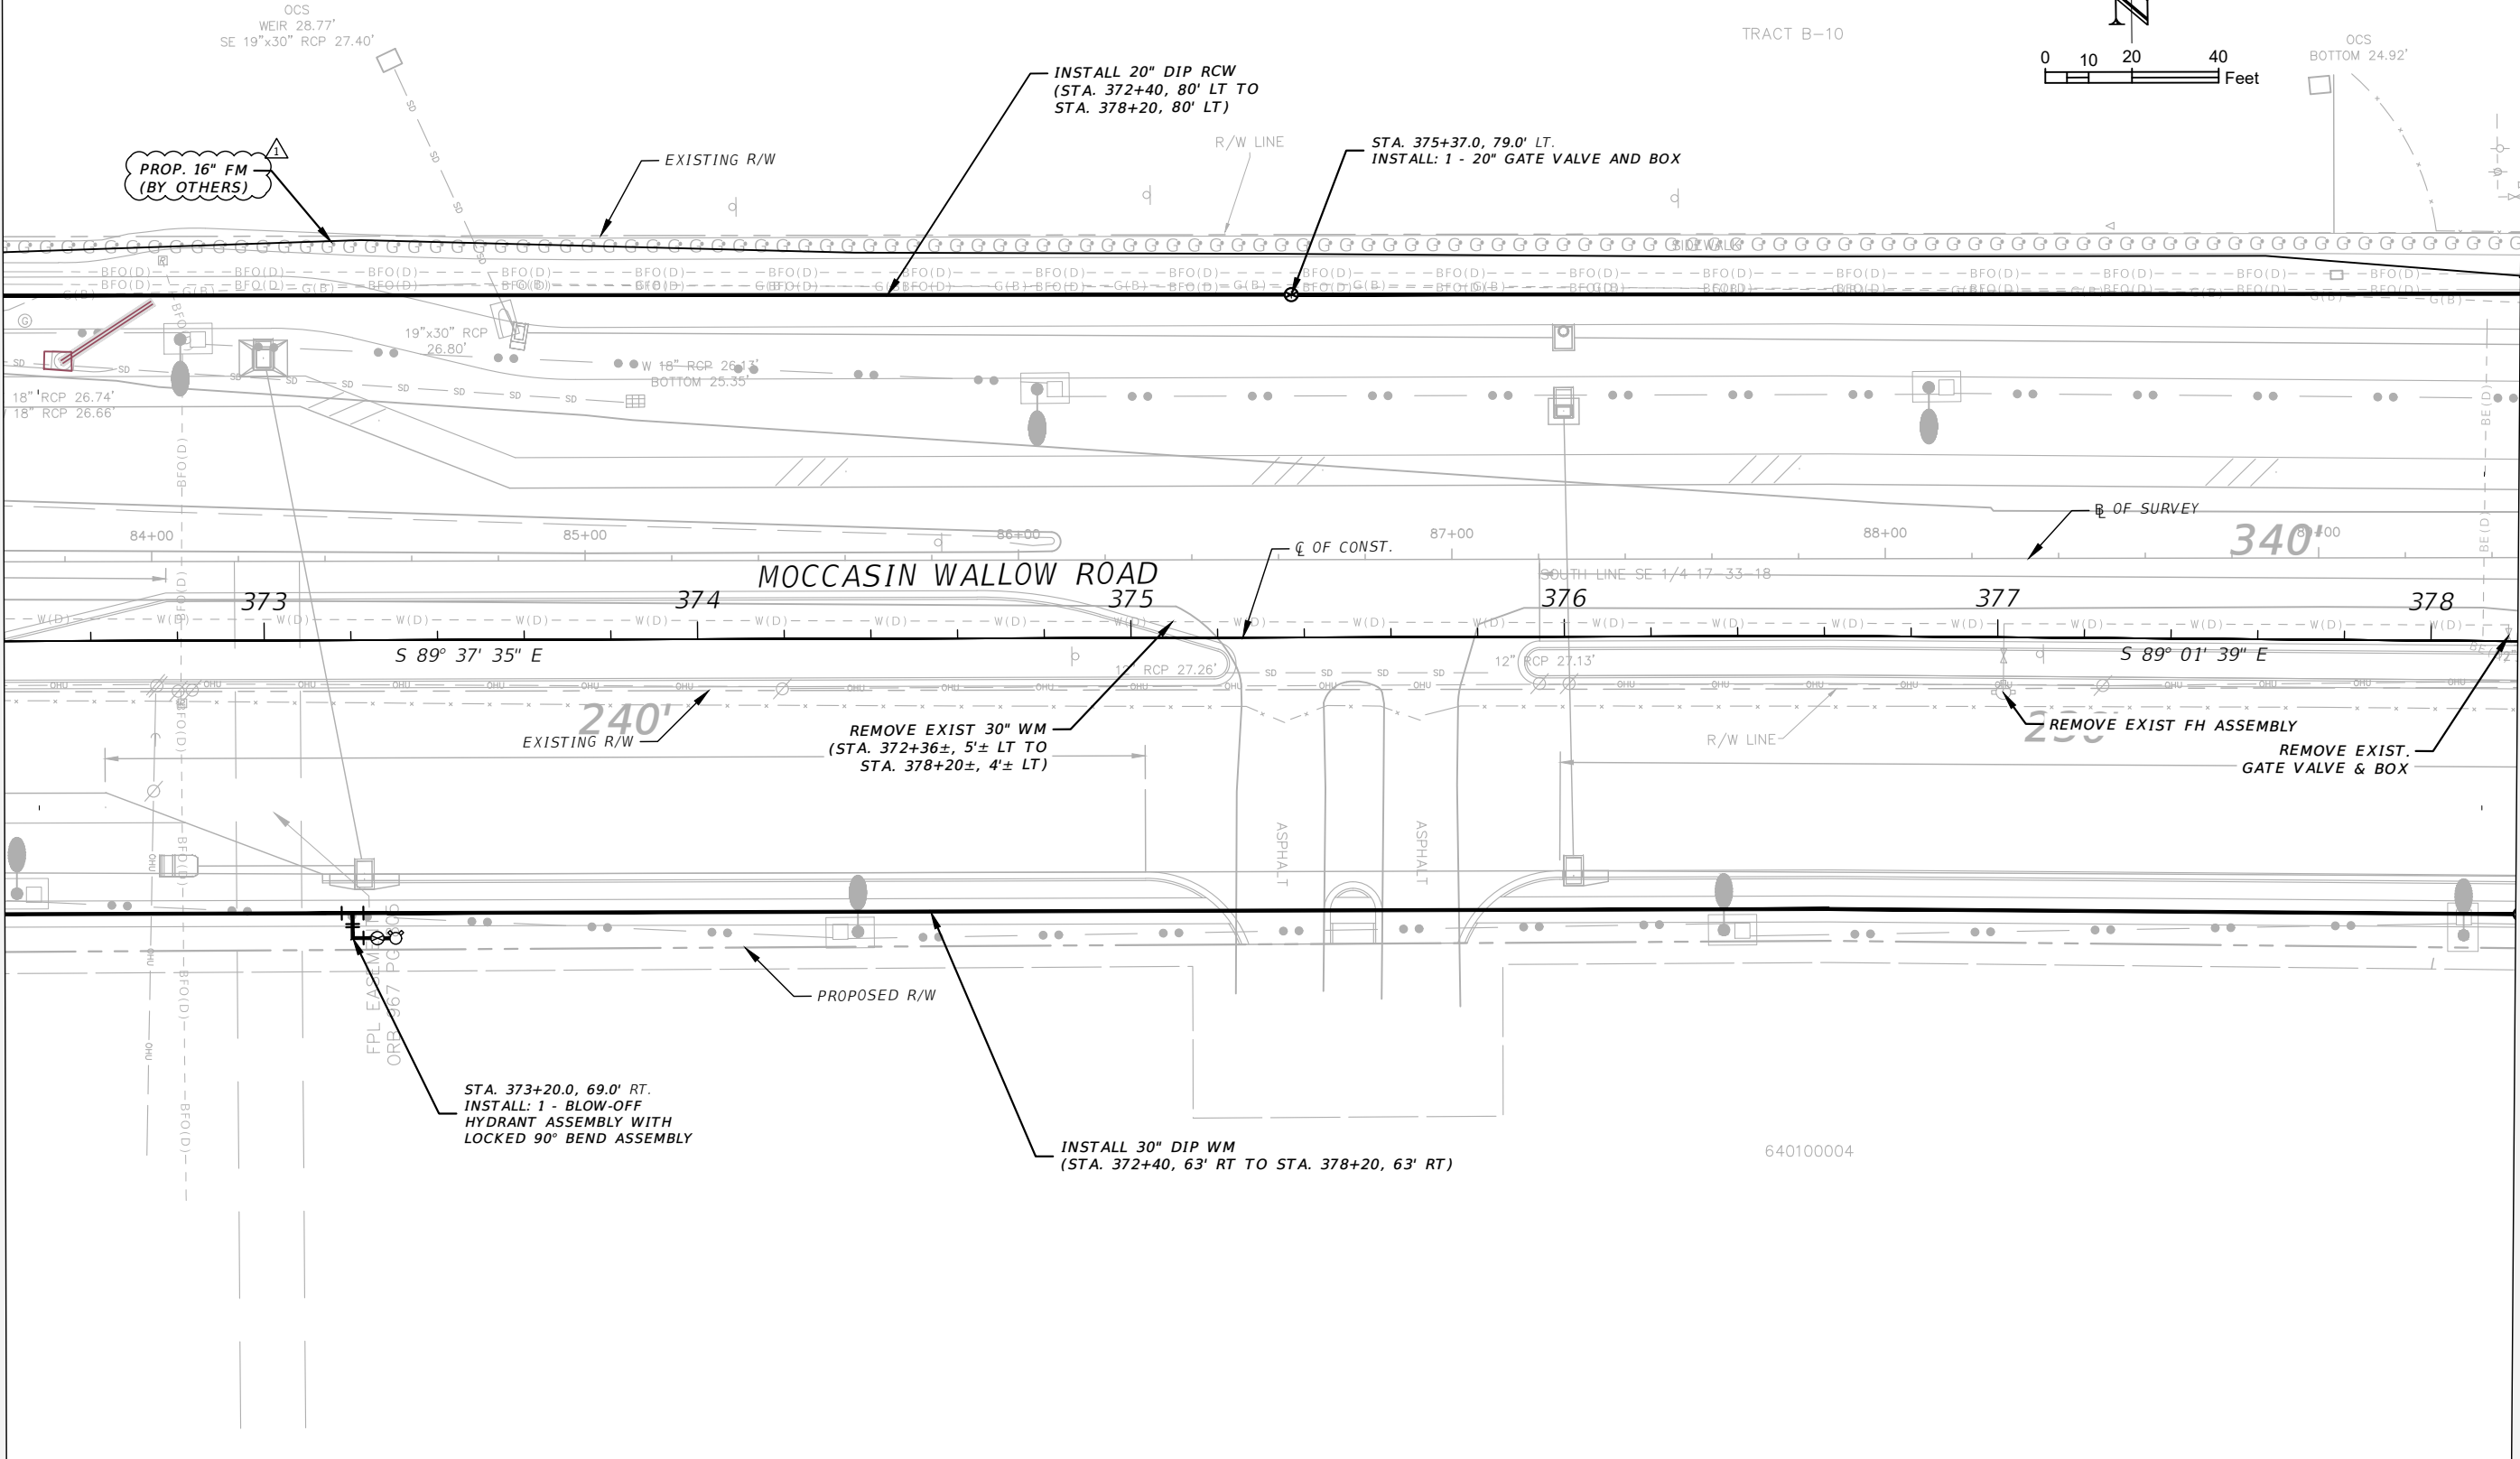 OCS
WEIR 28.77'
SE 19"x30" RCP 27.40'
TRACT B-10
N
0 10 20 40
Feet
OCS
BOTTOM 24.92'
INSTALL 20" DIP RCW
(STA. 372+40, 80' LT TO
STA. 378+20, 80' LT)
R/W LINE
STA. 375+37.0, 79.0' LT.
INSTALL: 1 - 20" GATE VALVE AND BOX
1
PROP. 16" FM
(BY OTHERS)
EXISTING R/W
SIDEWALK
19"x30" RCP
26.80'
W 18" RCP 26.13'
BOTTOM 25.35'
18" RCP 26.74'
18" RCP 26.66'
84+00 85+00 86+00 87+00 88+00 89+00
℄ OF CONST.
B OF SURVEY
340'
MOCCASIN WALLOW ROAD
SOUTH LINE SE 1/4 17-33-18
373 374 375 376 377 378
S 89° 37' 35" E
S 89° 01' 39" E
12" RCP 27.26'
12" RCP 27.13'
240'
EXISTING R/W
REMOVE EXIST 30" WM
(STA. 372+36±, 5'± LT TO
STA. 378+20±, 4'± LT)
R/W LINE
REMOVE EXIST FH ASSEMBLY
REMOVE EXIST.
GATE VALVE & BOX
ASPHALT
ASPHALT
PROPOSED R/W
STA. 373+20.0, 69.0' RT.
INSTALL: 1 - BLOW-OFF
HYDRANT ASSEMBLY WITH
LOCKED 90° BEND ASSEMBLY
INSTALL 30" DIP WM
(STA. 372+40, 63' RT TO STA. 378+20, 63' RT)
640100004